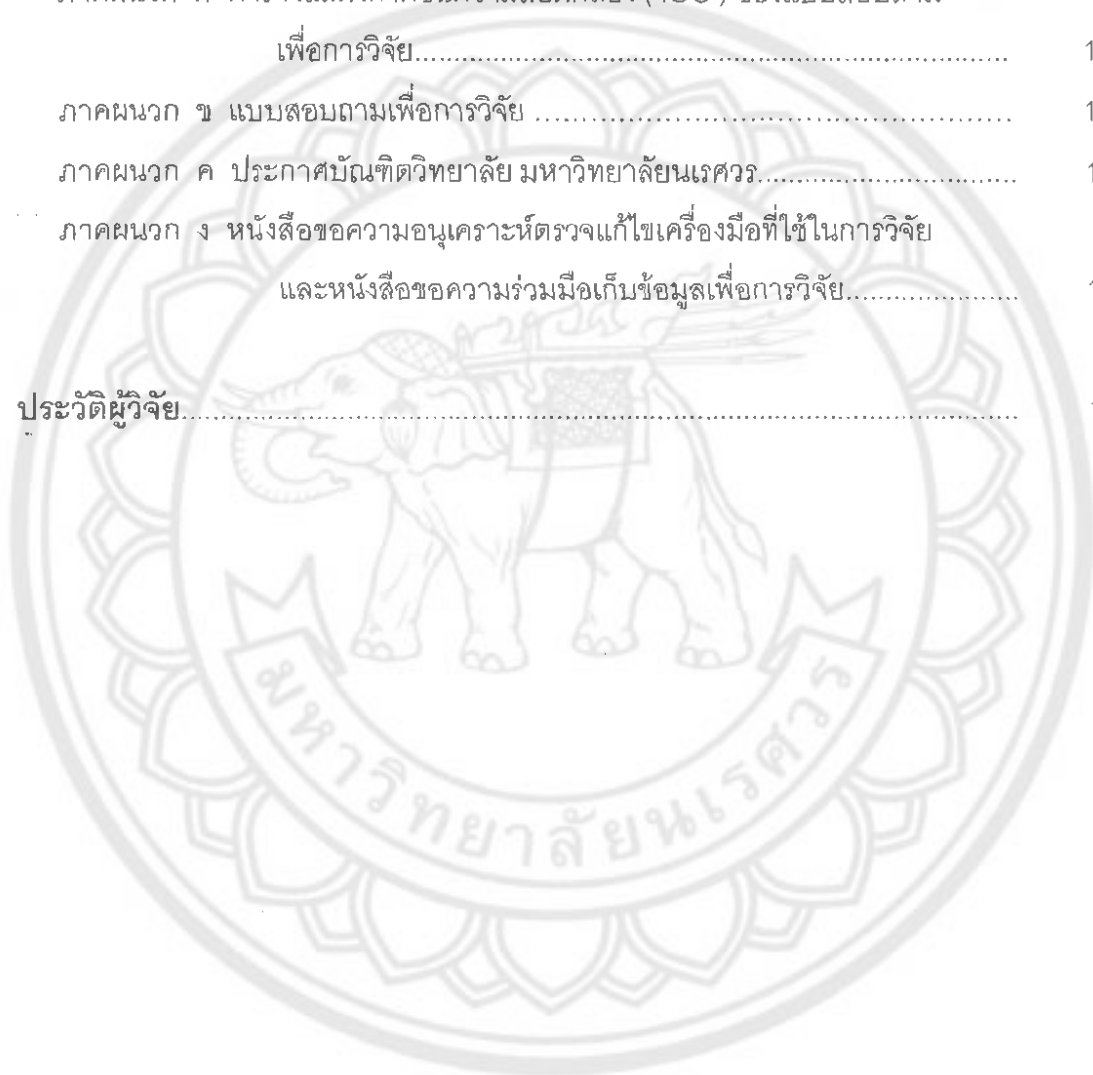 เพื่อการวิจัย.................................................................... 1
ภาคผนวก ข แบบสอบถามเพื่อการวิจัย .................................................... 1
ภาคผนวก ค ประกาศบัณฑิตวิทยาลัย มหาวิทยาลัยนเรศวร.............................. 1
ภาคผนวก ง หนังสือขอความอนุเคราะห์ตรวจแก้ไขเครื่องมือที่ใช้ในการวิจัย
และหนังสือขอความร่วมมือเก็บข้อมูลเพื่อการวิจัย....................
ประวัติผู้วิจัย................................................................................
มหาวิทยาลัยนเรศวร